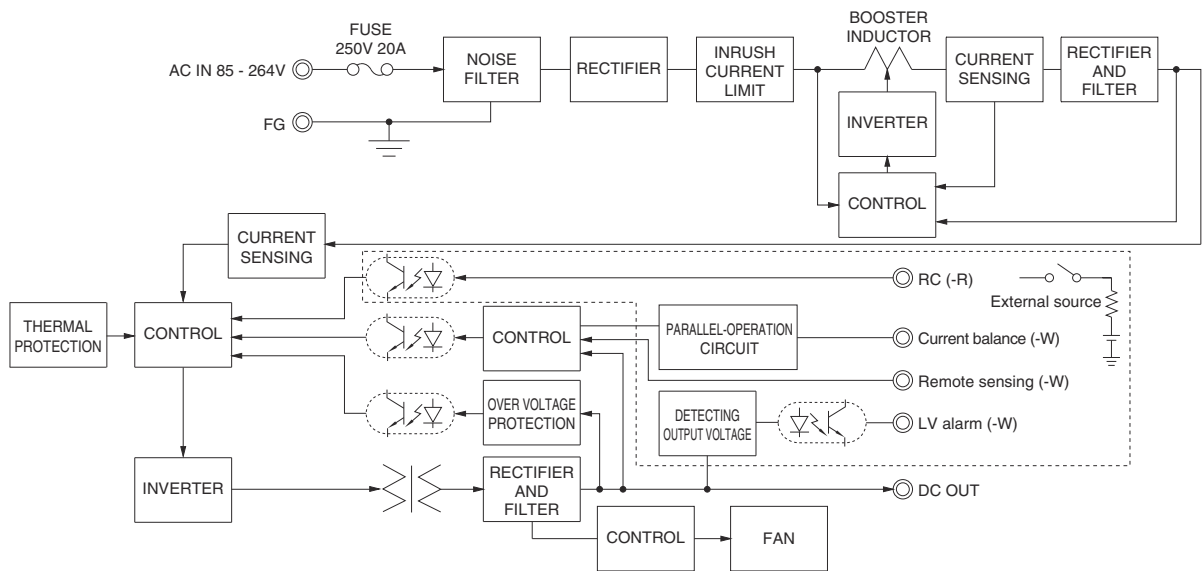 FUSE
250V 20A
BOOSTER
INDUCTOR
AC IN 85 - 264V
NOISE
FILTER
RECTIFIER
INRUSH
CURRENT
LIMIT
CURRENT
SENSING
RECTIFIER
AND
FILTER
FG
INVERTER
CONTROL
CURRENT
SENSING
RC (-R)
External source
THERMAL
PROTECTION
CONTROL
CONTROL
PARALLEL-OPERATION
CIRCUIT
Current balance (-W)
Remote sensing (-W)
OVER VOLTAGE
PROTECTION
DETECTING
OUTPUT VOLTAGE
LV alarm (-W)
INVERTER
RECTIFIER
AND
FILTER
DC OUT
CONTROL
FAN